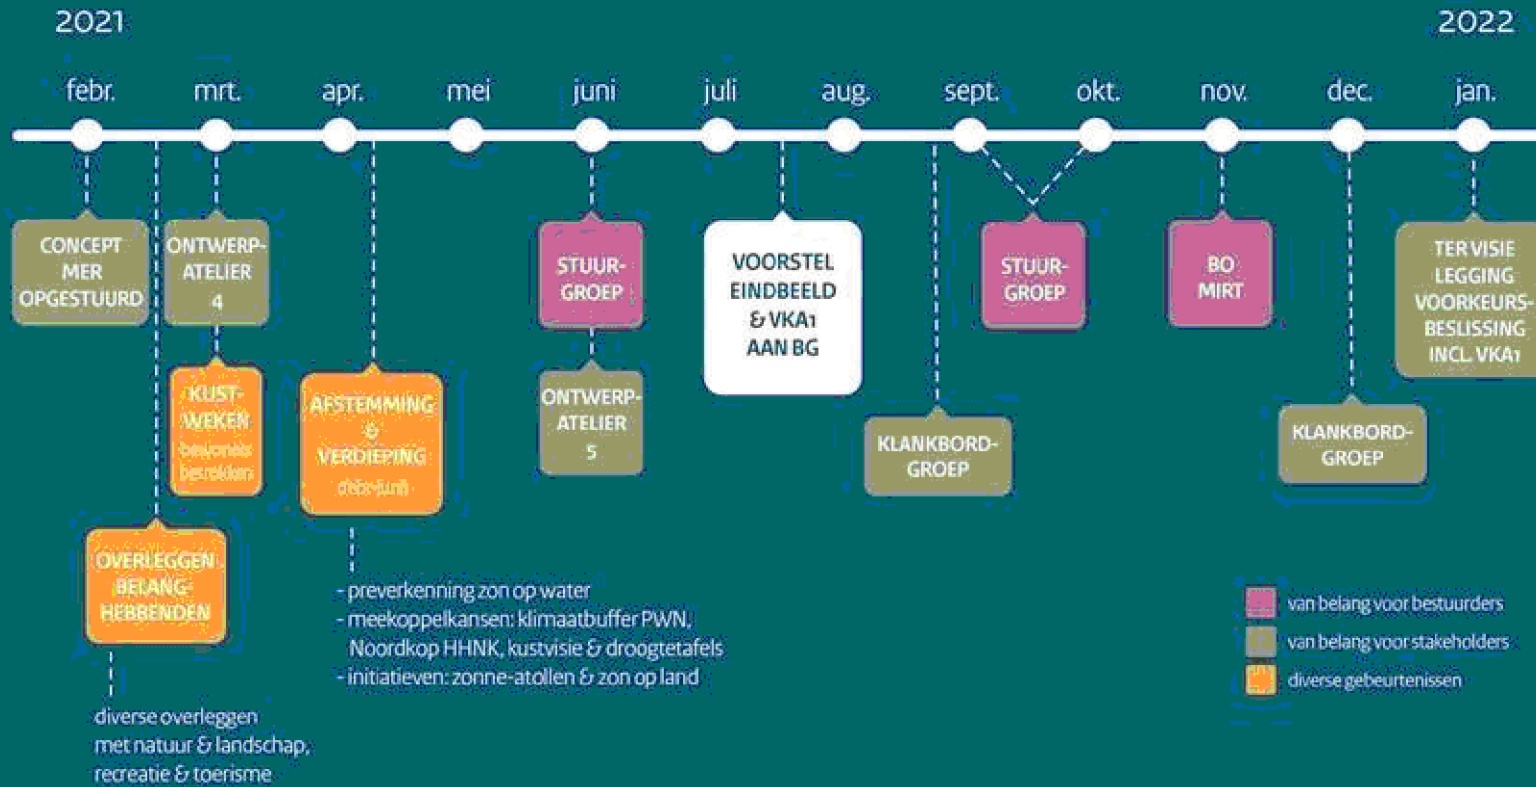 2021
2022
febr.
mrt.
apr.
mei
juni
juli
aug.
sept.
okt.
nov.
dec.
jan.
CONCEPT
MER
OPGESTUURD
ONTWERP-
ATELIER
4
KUST-
WEKEN
OVERLEGGEN
BELANG-
HEBBENDEN
diverse overleggen
met natuur & landschap,
recreatie & toerisme
AFSTEMMING
&
VERDIEPING
- preverkenning zon op water
- meekoppelkansen: klimaatbuffer PWN,
Noordkop HHNK, kustvisie & droogtetafels
- initiatieven: zonne-atollen & zon op land
STUUR-
GROEP
ONTWERP-
ATELIER
5
VOORSTEL
EINDBEELD
& VKA1
AAN BG
KLANKBORD-
GROEP
STUUR-
GROEP
BO
MIRT
KLANKBORD-
GROEP
TER VISIE
LEGGING
VOORKEURS-
BESLISSING
INCL. VKA1
van belang voor bestuurders
van belang voor stakeholders
diverse gebeurtenissen